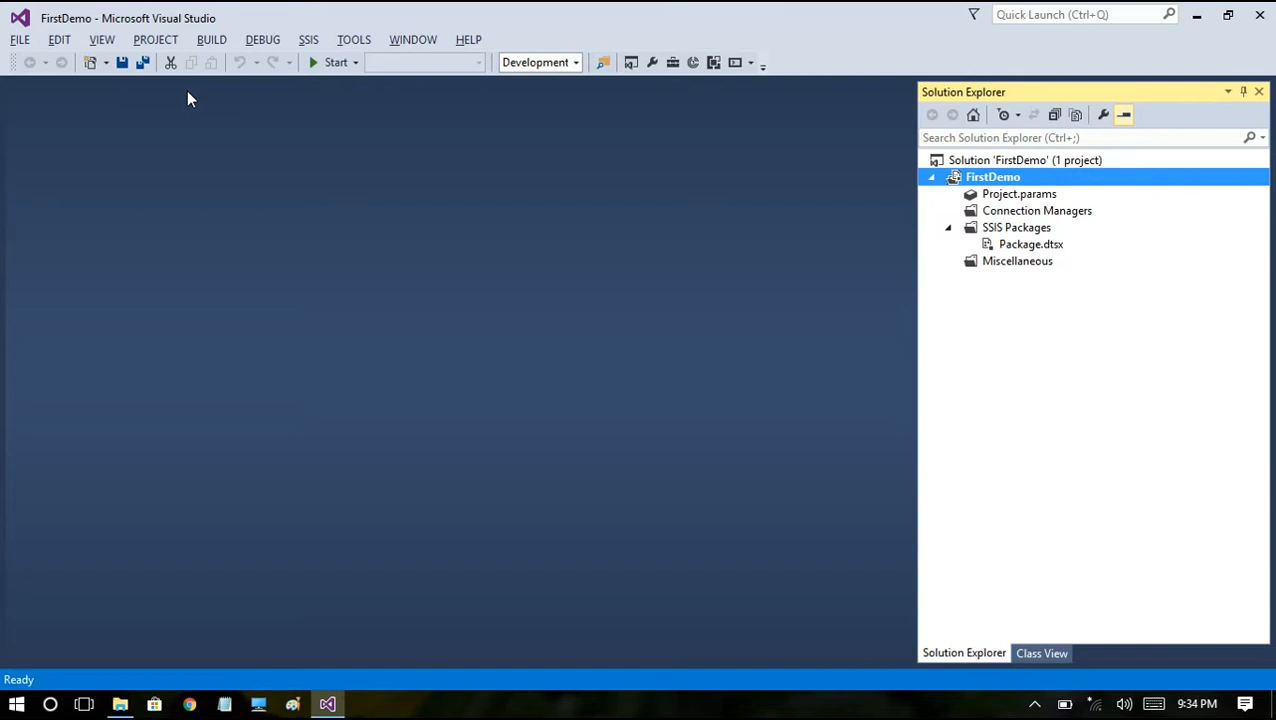 FirstDemo - Microsoft Visual Studio
Quick Launch (Ctrl+Q)
FILE EDIT VIEW PROJECT BUILD DEBUG SSIS TOOLS WINDOW HELP
Start Development
Solution Explorer
Search Solution Explorer (Ctrl+;)
Solution 'FirstDemo' (1 project)
FirstDemo
Project.params
Connection Managers
SSIS Packages
Package.dtsx
Miscellaneous
Solution Explorer Class View
Ready
9:34 PM